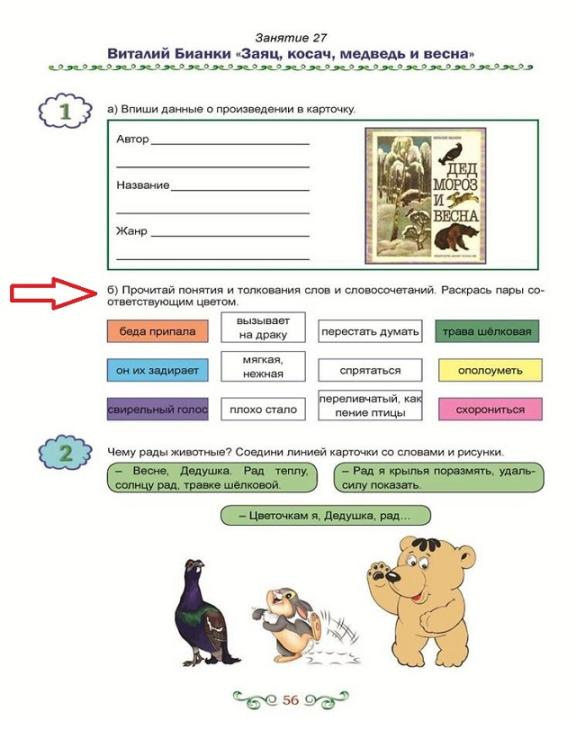 Занятие 27
Виталий Бианки «Заяц, косач, медведь и весна»
1
а) Впиши данные о произведении в карточку.
Автор
Название
Жанр
ВИТАЛИЙ БИАНКИ
ДЕД
МОРОЗ
И
ВЕСНА
б) Прочитай понятия и толкования слов и словосочетаний. Раскрась пары со-
ответствующим цветом.
беда припала
вызывает
на драку
перестать думать
трава шёлковая
он их задирает
мягкая,
нежная
спрятаться
ополоуметь
свирельный голос
плохо стало
переливчатый, как
пение птицы
схорониться
2
Чему рады животные? Соедини линией карточки со словами и рисунки.
– Весне, Дедушка. Рад теплу,
солнцу рад, травке шёлковой.
– Рад я крылья поразмять, удаль-
силу показать.
– Цветочкам я, Дедушка, рад...
56